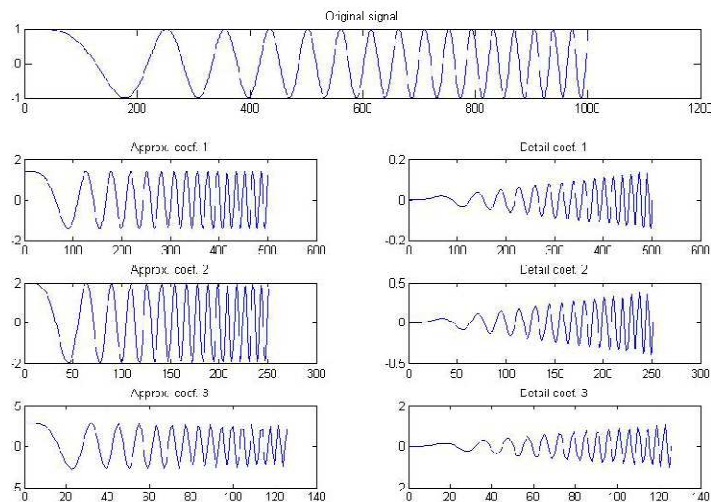 Original signal
1
0
-1
0 200 400 600 800 1000 1200
Approx. coef. 1
2
0
-2
0 100 200 300 400 500 600
Detail coef. 1
0.2
0
-0.2
0 100 200 300 400 500 600
Approx. coef. 2
2
0
-2
0 50 100 150 200 250 300
Detail coef. 2
0.5
0
-0.5
0 50 100 150 200 250 300
Approx. coef. 3
5
0
-5
0 20 40 60 80 100 120 140
Detail coef. 3
2
0
-2
0 20 40 60 80 100 120 140